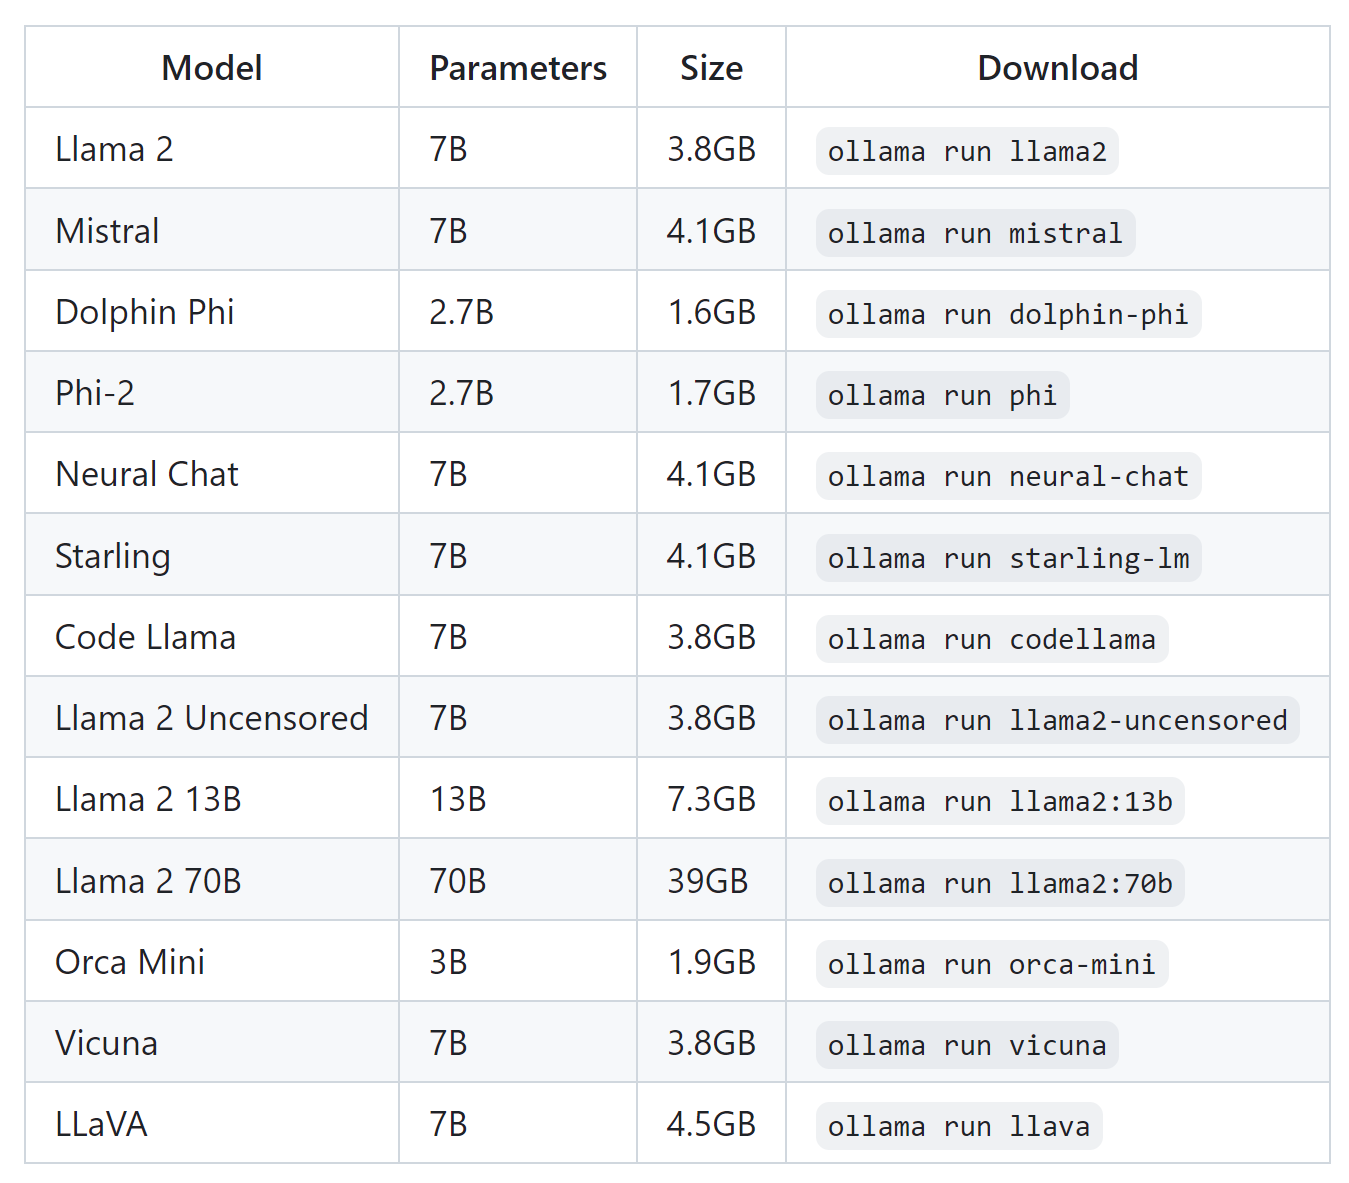 Model Parameters Size Download
Llama 2 7B 3.8GB ollama run llama2
Mistral 7B 4.1GB ollama run mistral
Dolphin Phi 2.7B 1.6GB ollama run dolphin-phi
Phi-2 2.7B 1.7GB ollama run phi
Neural Chat 7B 4.1GB ollama run neural-chat
Starling 7B 4.1GB ollama run starling-lm
Code Llama 7B 3.8GB ollama run codellama
Llama 2 Uncensored 7B 3.8GB ollama run llama2-uncensored
Llama 2 13B 13B 7.3GB ollama run llama2:13b
Llama 2 70B 70B 39GB ollama run llama2:70b
Orca Mini 3B 1.9GB ollama run orca-mini
Vicuna 7B 3.8GB ollama run vicuna
LLaVA 7B 4.5GB ollama run llava